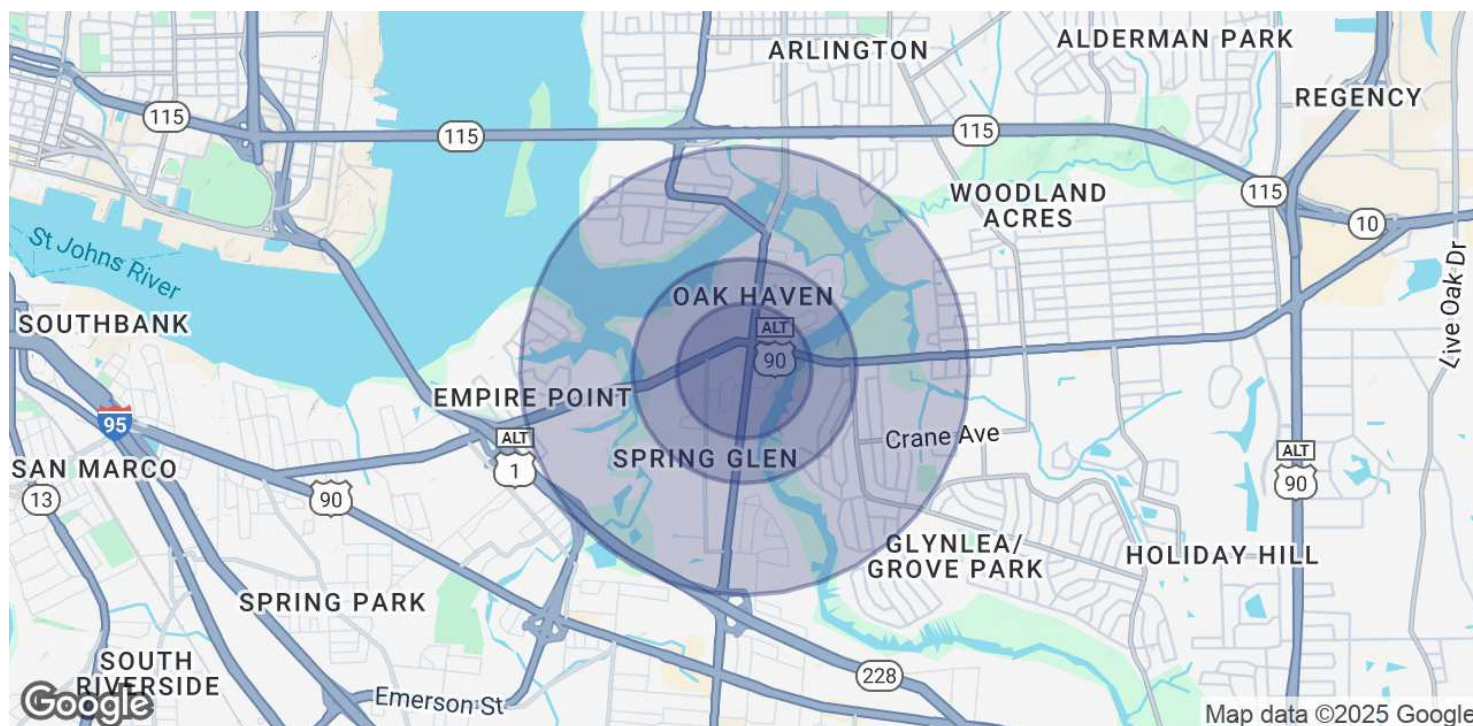 ARLINGTON
ALDERMAN PARK
REGENCY
115
115
115
115
10
WOODLAND
ACRES
St Johns River
Live Oak Dr
SOUTHBANK
OAK HAVEN
ALT
90
EMPIRE POINT
95
ALT
1
Crane Ave
SAN MARCO
13
90
SPRING GLEN
ALT
90
GLYNLEA/
GROVE PARK
HOLIDAY HILL
SPRING PARK
SOUTH
RIVERSIDE
Emerson St
228
Google
Map data ©2025 Google